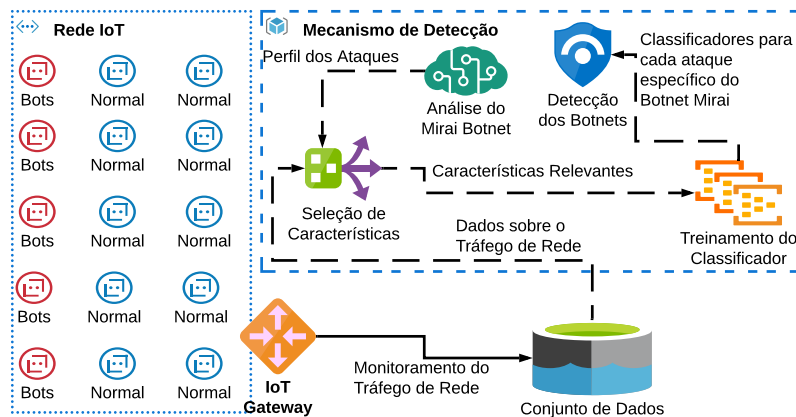 Rede IoT
Bots Normal Normal
Bots Normal Normal
Bots Normal Normal
Bots Normal Normal
Bots Normal Normal
IoT
Gateway
Mecanismo de Detecção
Perfil dos Ataques
Análise do
Mirai Botnet
Detecção
dos Botnets
Classificadores para
cada ataque
específico do
Botnet Mirai
Seleção de
Características
Características Relevantes
Treinamento do
Classificador
Dados sobre o
Tráfego de Rede
Monitoramento do
Tráfego de Rede
Conjunto de Dados